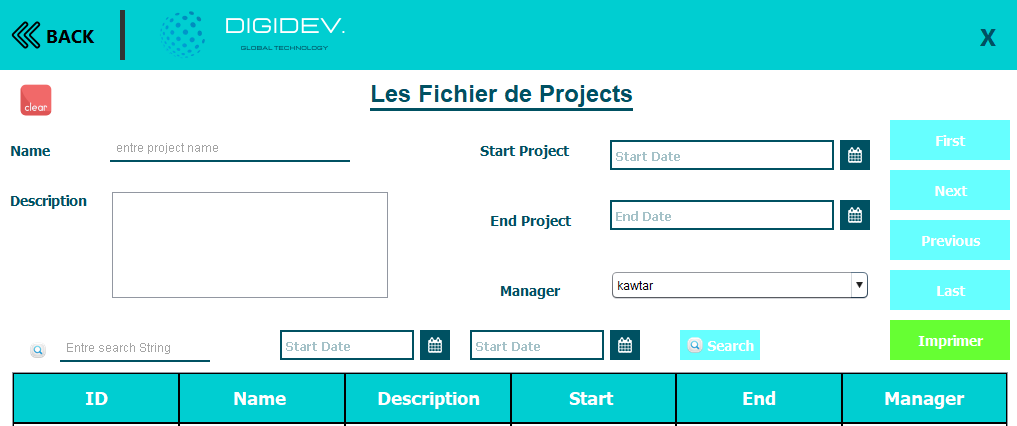 BACK
DIGIDEV.
GLOBAL TECHNOLOGY
X
clear
Les Fichier de Projects
Name
entre project name
Start Project
Start Date
First
Next
Description
End Project
End Date
Previous
Manager
kawtar
Last
Entre search String
Start Date
Start Date
Search
Imprimer
ID Name Description Start End Manager